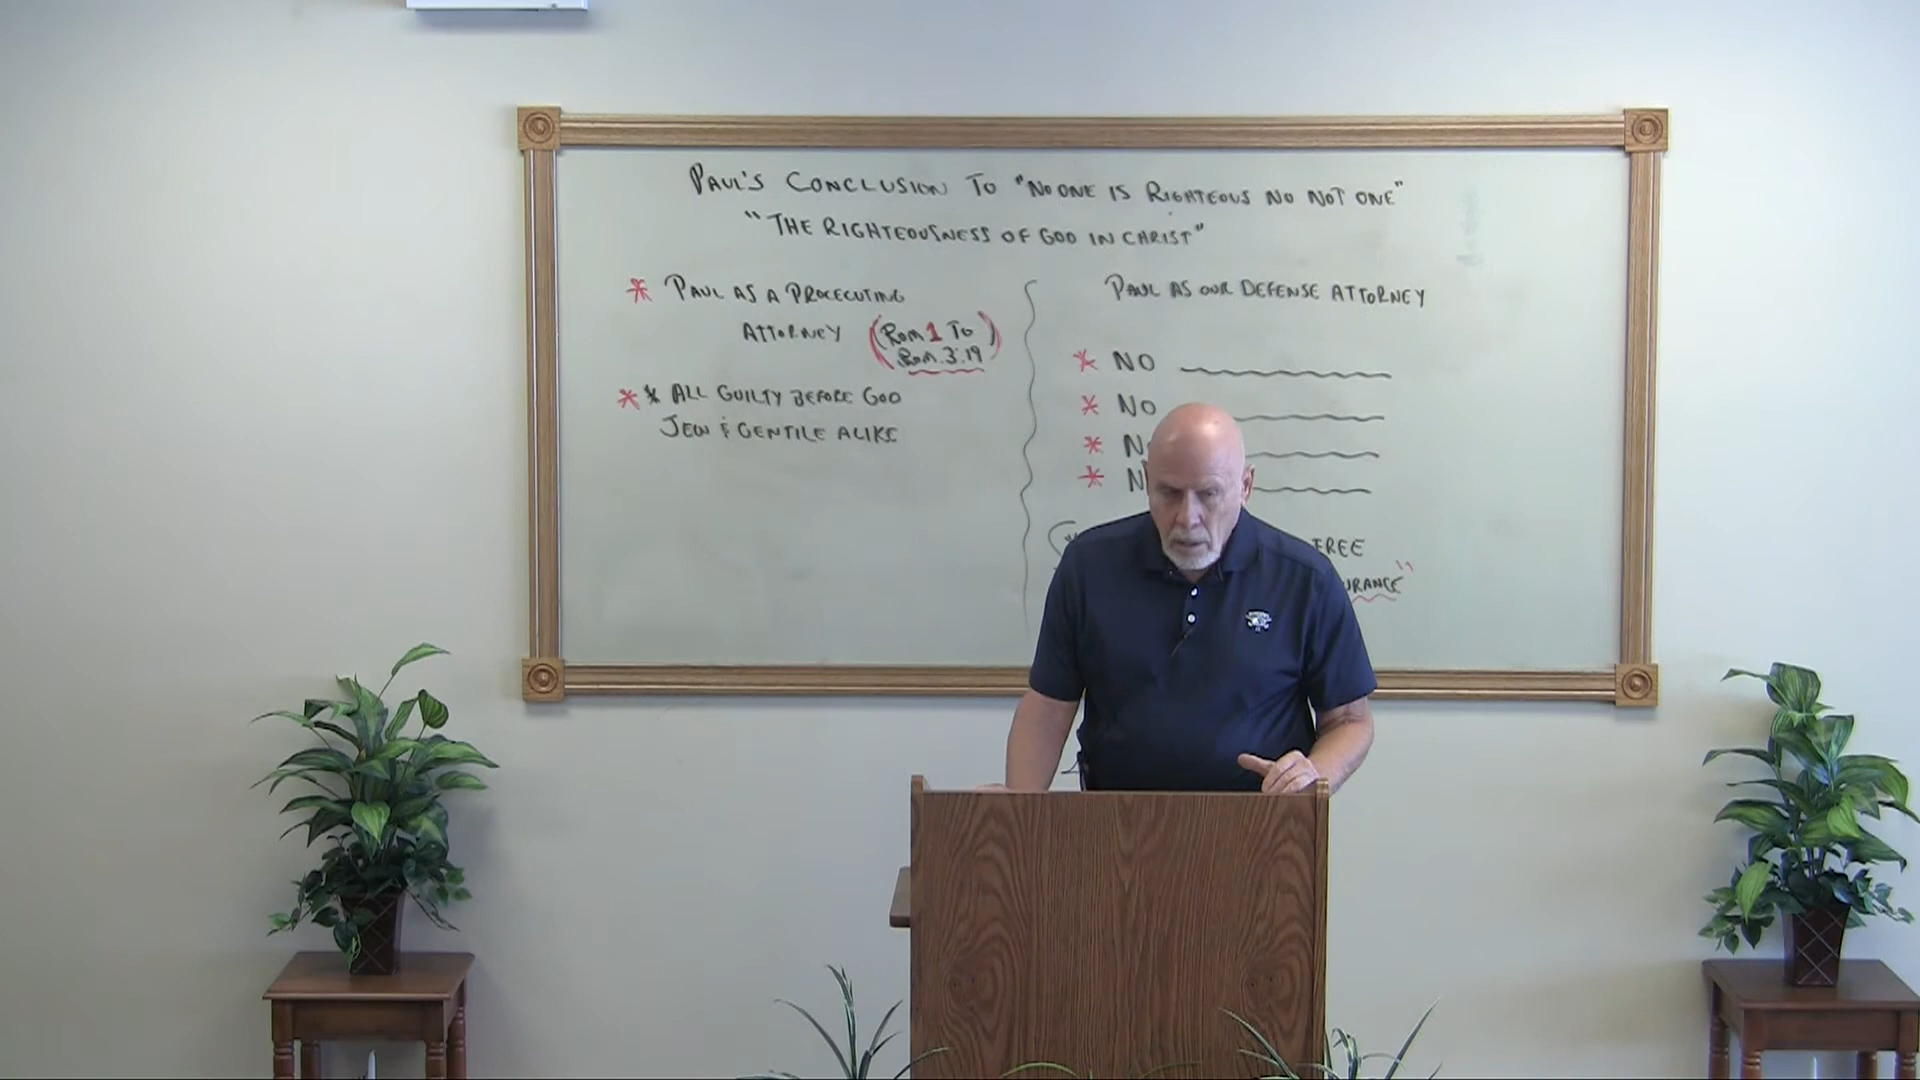 PAUL'S CONCLUSION TO "NO ONE IS RIGHTEOUS NO NOT ONE"
"THE RIGHTEOUSNESS OF GOD IN CHRIST"
* PAUL AS A PROCECUTING
ATTORNEY (Rom 1 To
Rom. 3:19)
* * ALL GUILTY BEFORE GOD
JEW & GENTILE ALIKE
PAUL AS OUR DEFENSE ATTORNEY
* NO
* NO
* N
* N
FREE
URANCE"